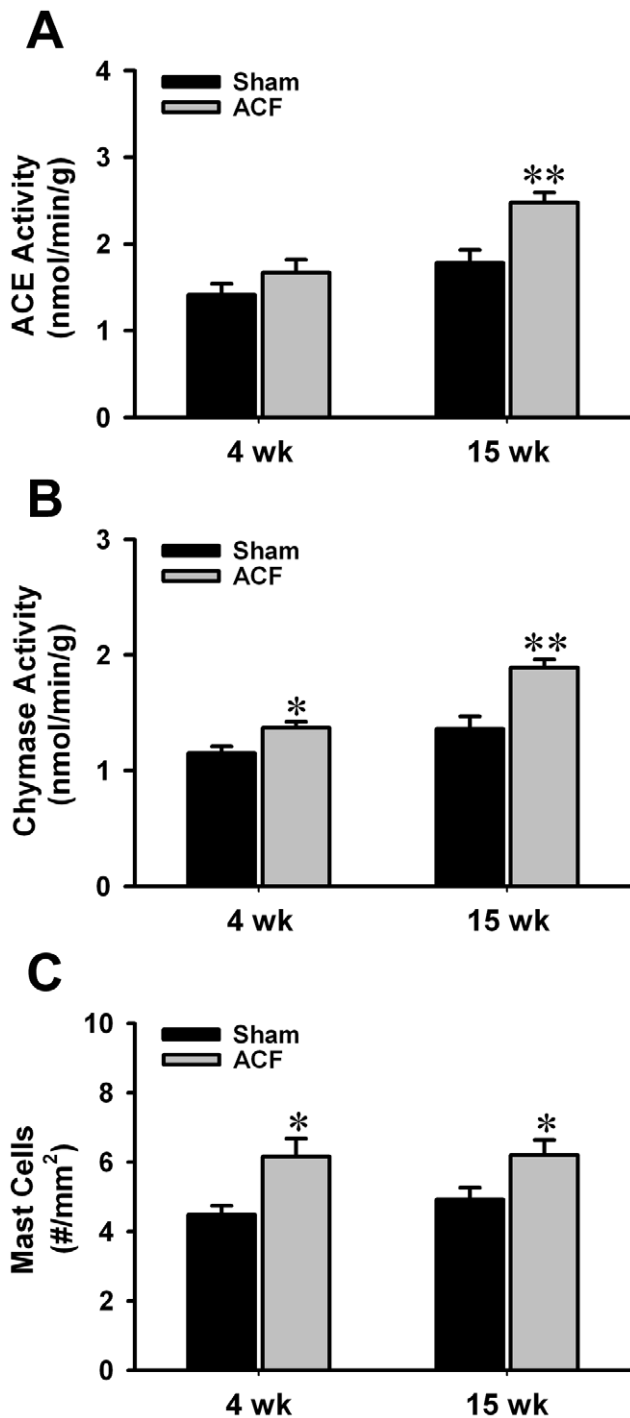 A
Sham
ACF
ACE Activity
(nmol/min/g)
4
3
2
1
0
**
4 wk
15 wk
B
Sham
ACF
Chymase Activity
(nmol/min/g)
3
2
1
0
*
**
4 wk
15 wk
C
Sham
ACF
Mast Cells
(#/mm²)
10
8
6
4
2
0
*
*
4 wk
15 wk